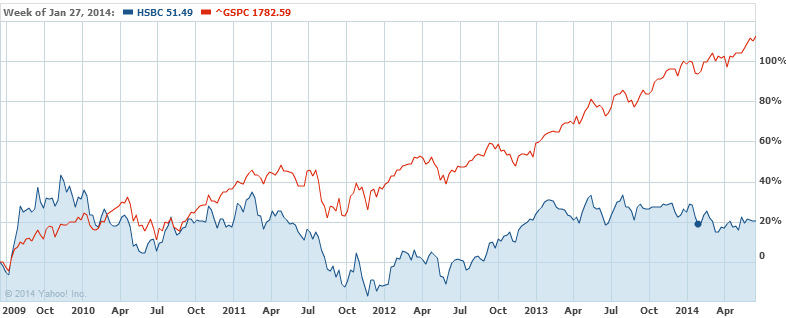 Week of Jan 27, 2014: HSBC 51.49 ^GSPC 1782.59
100%
80%
60%
40%
20%
0
© 2014 Yahoo! Inc.
2009 Oct 2010 Apr Jul Oct 2011 Apr Jul Oct 2012 Apr Jul Oct 2013 Apr Jul Oct 2014 Apr